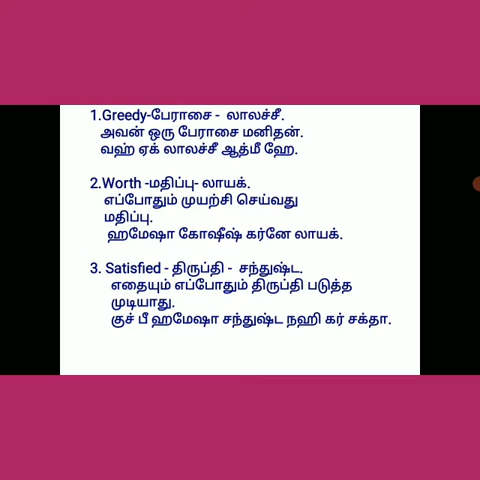 1.Greedy-பேராசை - லாலச்சீ.
அவன் ஒரு பேராசை மனிதன்.
வஹ் ஏக் லாலச்சீ ஆத்மீ ஹே.
2.Worth -மதிப்பு- லாயக்.
எப்போதும் முயற்சி செய்வது
மதிப்பு.
ஹமேஷா கோஷீஷ் கர்னே லாயக்.
3. Satisfied - திருப்தி - சந்துஷ்ட.
எதையும் எப்போதும் திருப்தி படுத்த
முடியாது.
குச் பீ ஹமேஷா சந்துஷ்ட நஹி கர் சக்தா.